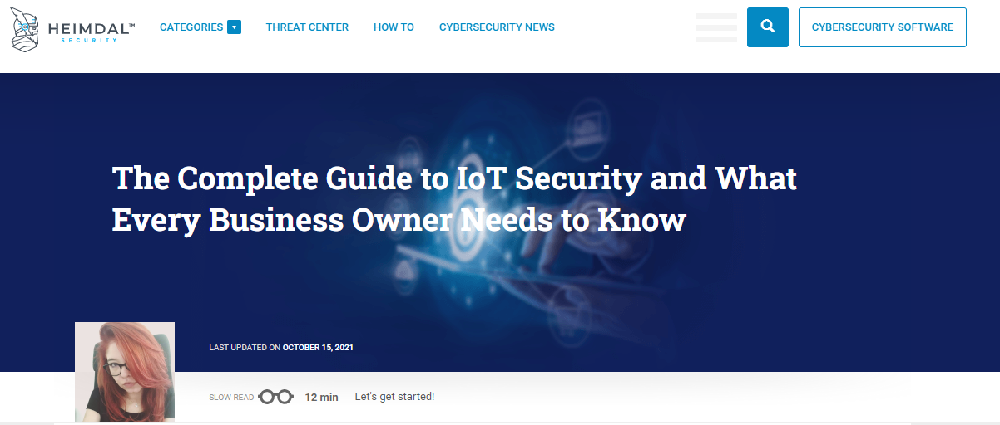 HEIMDAL™
SECURITY
CATEGORIES
THREAT CENTER
HOW TO
CYBERSECURITY NEWS
CYBERSECURITY SOFTWARE
The Complete Guide to IoT Security and What
Every Business Owner Needs to Know
LAST UPDATED ON OCTOBER 15, 2021
SLOW READ 12 min Let's get started!